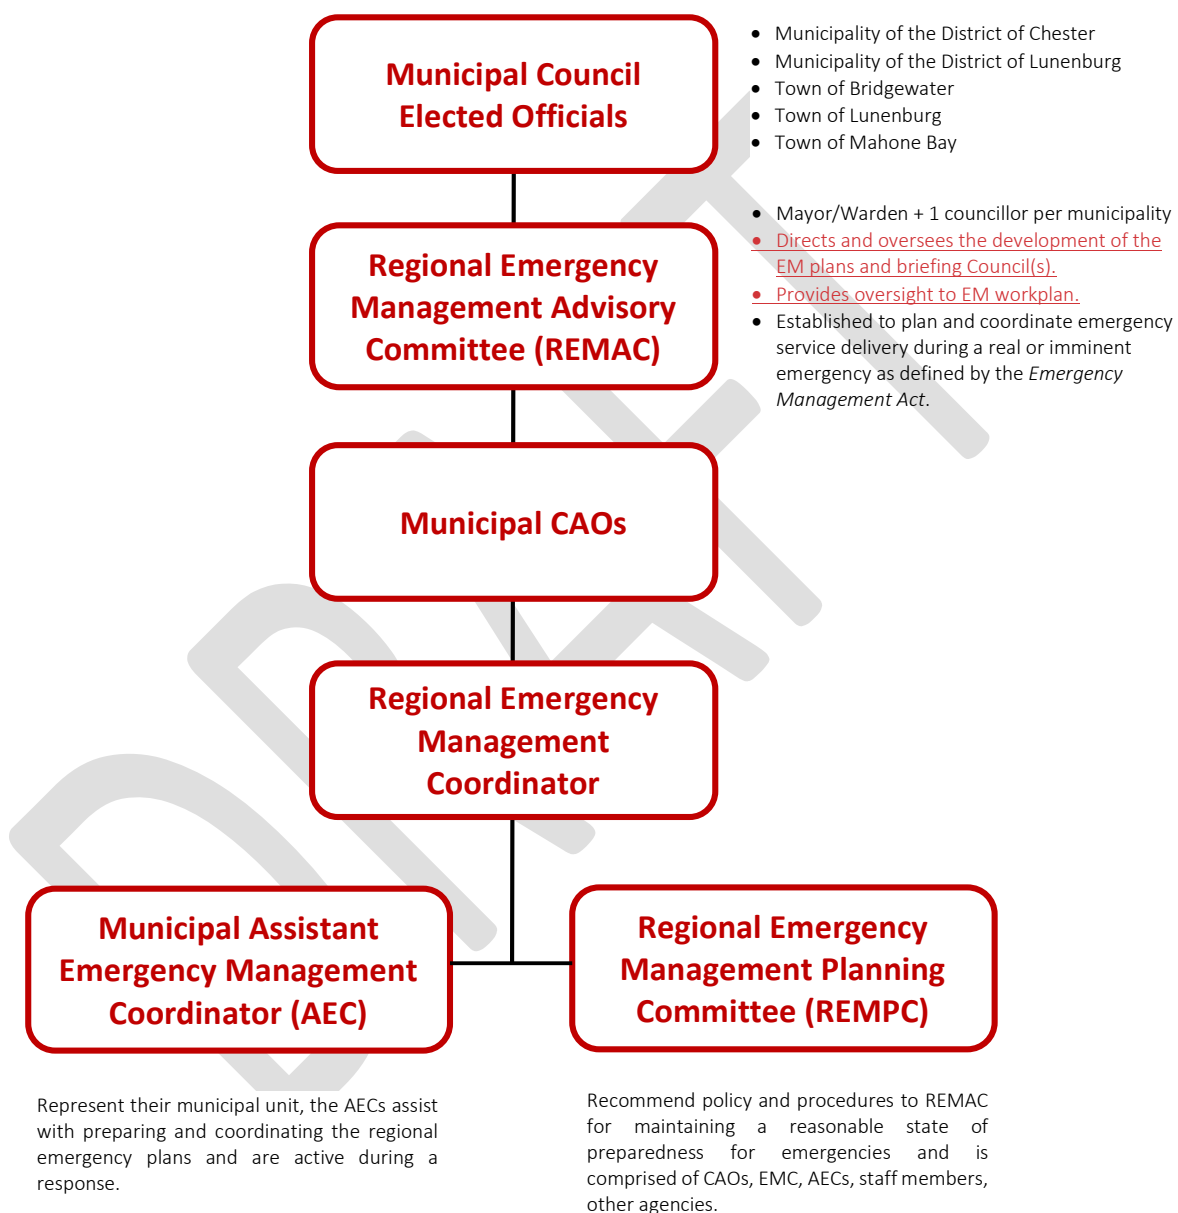 Municipal Council
Elected Officials
• Municipality of the District of Chester
• Municipality of the District of Lunenburg
• Town of Bridgewater
• Town of Lunenburg
• Town of Mahone Bay
Regional Emergency
Management Advisory
Committee (REMAC)
• Mayor/Warden + 1 councillor per municipality
• Directs and oversees the development of the
EM plans and briefing Council(s).
• Provides oversight to EM workplan.
• Established to plan and coordinate emergency
service delivery during a real or imminent
emergency as defined by the Emergency
Management Act.
Municipal CAOs
Regional Emergency
Management
Coordinator
Municipal Assistant
Emergency Management
Coordinator (AEC)
Regional Emergency
Management Planning
Committee (REMPC)
Represent their municipal unit, the AECs assist
with preparing and coordinating the regional
emergency plans and are active during a
response.
Recommend policy and procedures to REMAC
for maintaining a reasonable state of
preparedness for emergencies and is
comprised of CAOs, EMC, AECs, staff members,
other agencies.
DRAFT